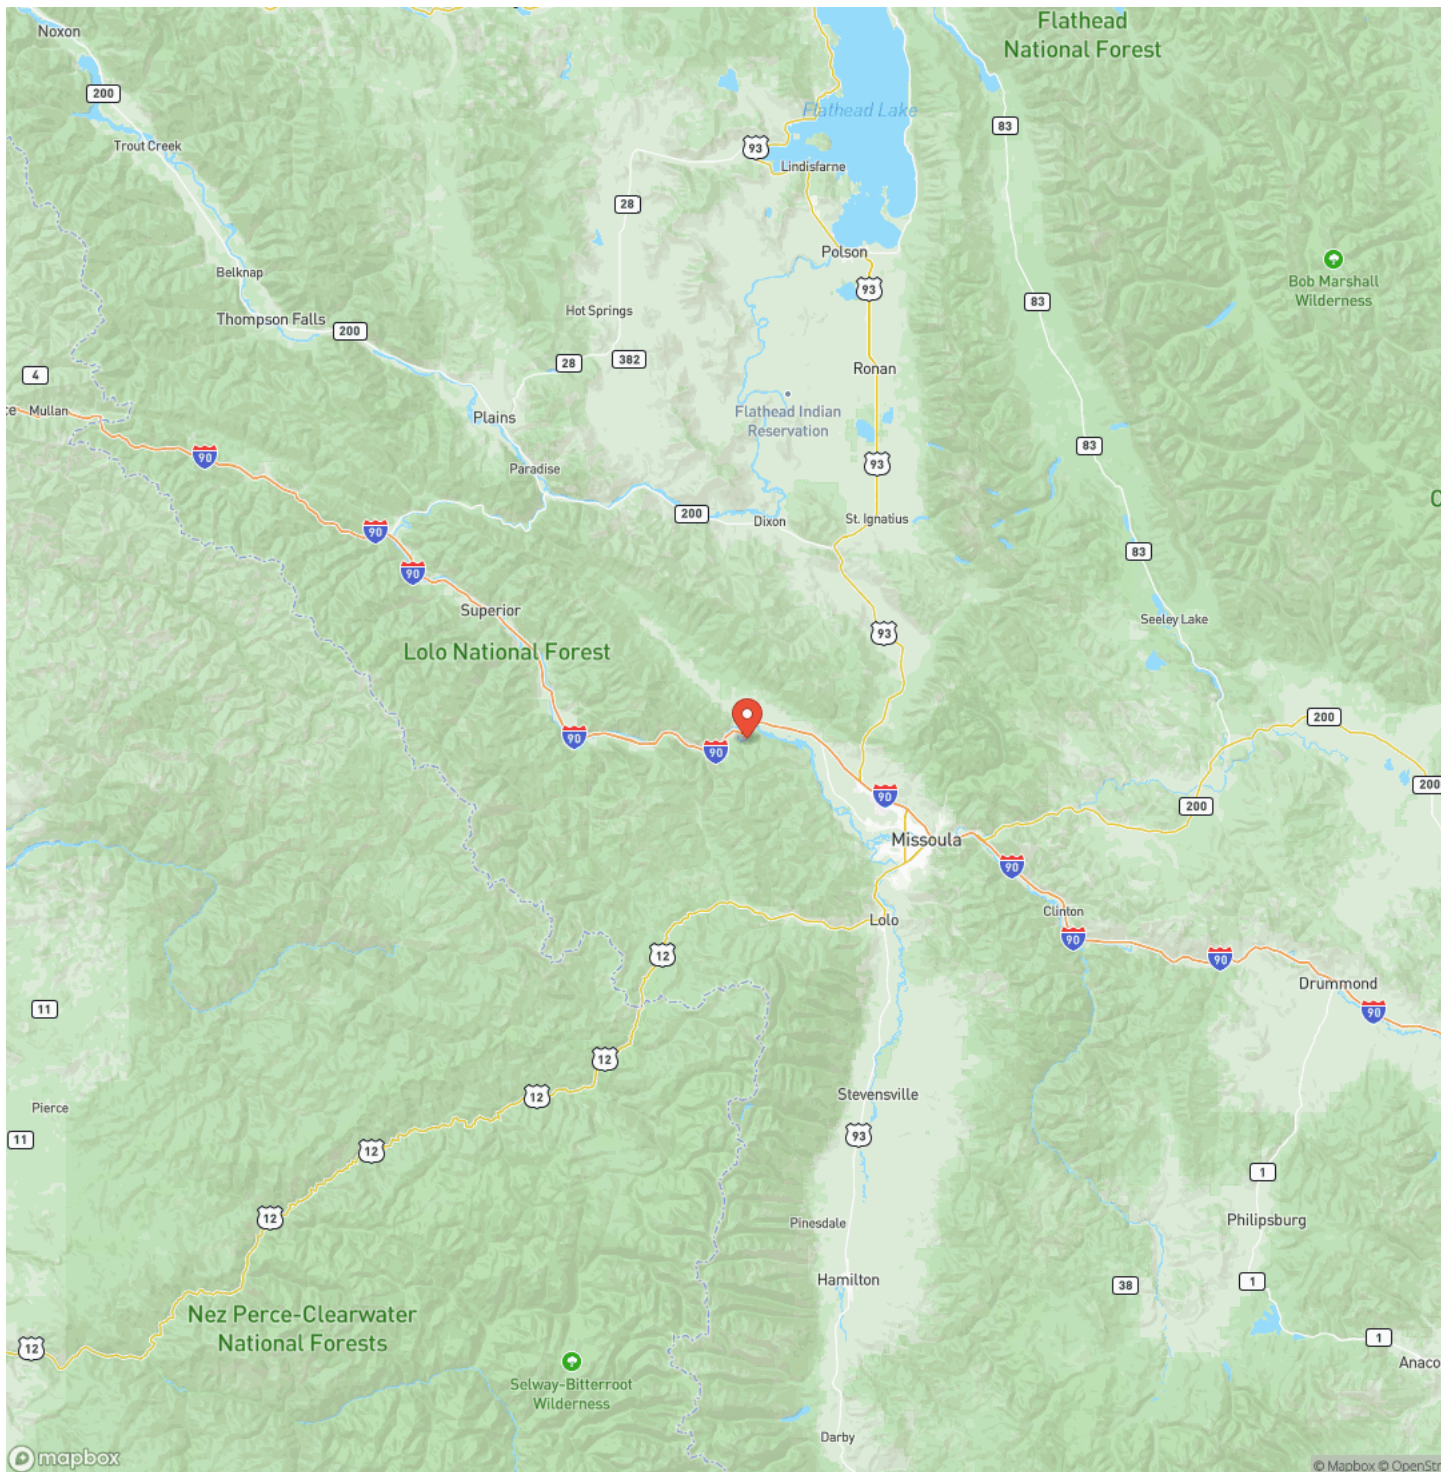 Noxon
Flathead
National Forest
200
Flathead Lake
83
Trout Creek
93
Lindisfarne
28
Polson
Belknap
Bob Marshall
Wilderness
93
83
Hot Springs
Thompson Falls
200
28
382
Ronan
4
ce
Mullan
Plains
Flathead Indian
Reservation
83
90
93
Paradise
C
200
Dixon
St. Ignatius
90
83
90
Superior
Seeley Lake
93
Lolo National Forest
200
90
90
200
90
200
Missoula
90
Clinton
Lolo
90
12
90
Drummond
11
90
12
12
Stevensville
Pierce
93
11
12
1
12
Pinesdale
Philipsburg
Hamilton
38
1
Nez Perce-Clearwater
National Forests
12
1
Anaco
Selway-Bitterroot
Wilderness
Darby
mapbox
© Mapbox © OpenStr